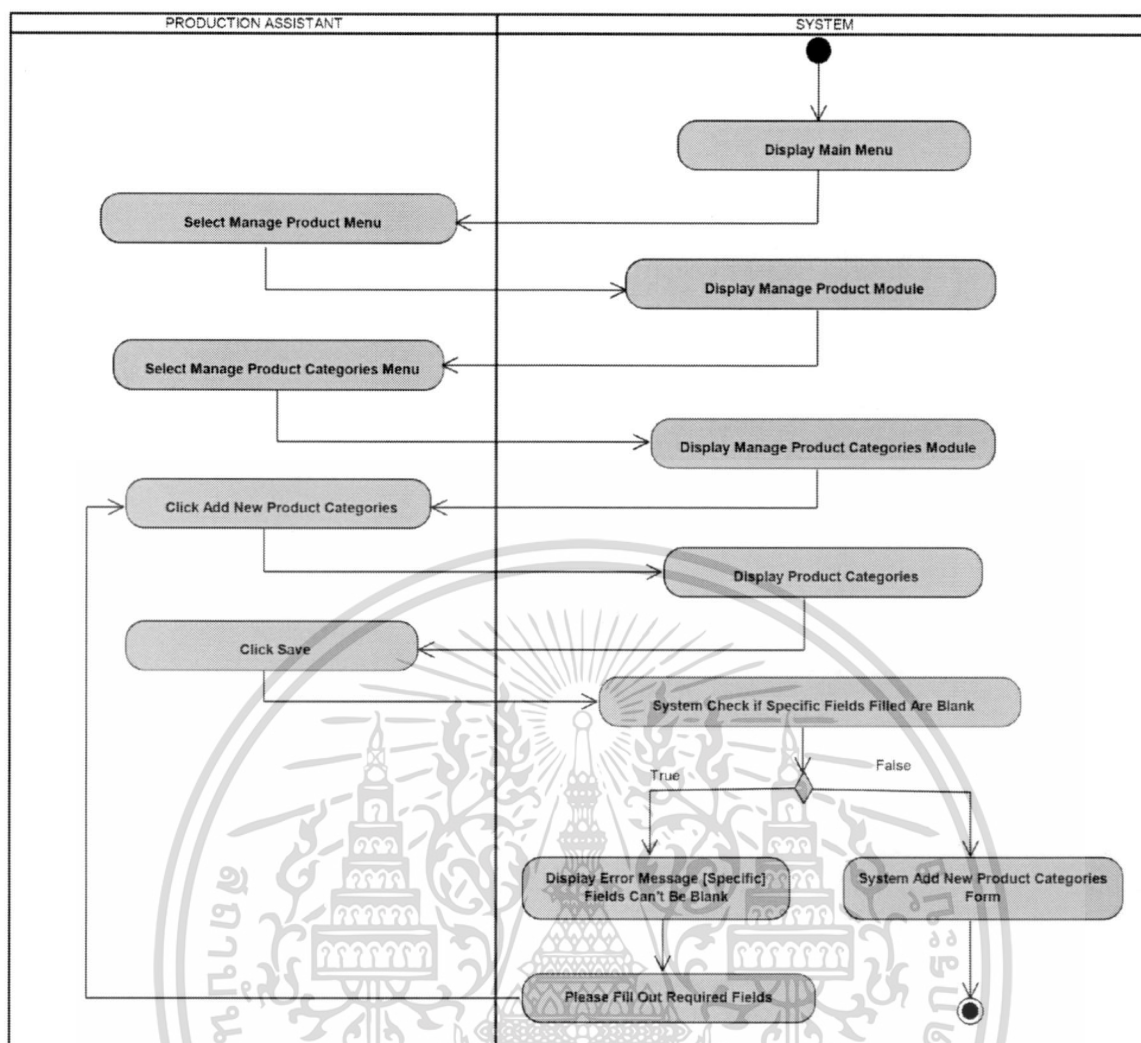 PRODUCTION ASSISTANT
SYSTEM
Display Main Menu
Select Manage Product Menu
Display Manage Product Module
Select Manage Product Categories Menu
Display Manage Product Categories Module
Click Add New Product Categories
Display Product Categories
Click Save
System Check if Specific Fields Filled Are Blank
True
False
Display Error Message [Specific]
Fields Can't Be Blank
System Add New Product Categories
Form
Please Fill Out Required Fields